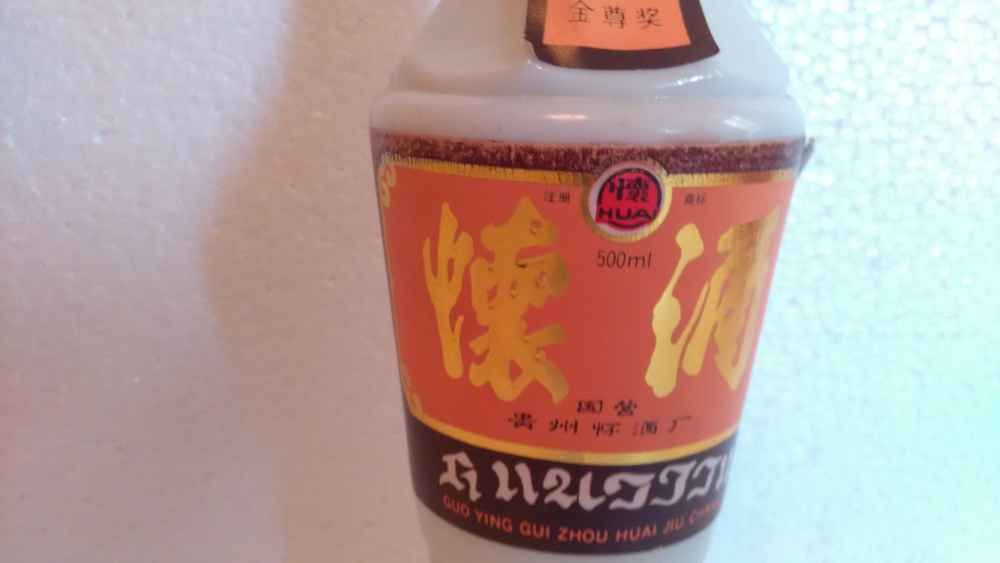 金尊奖
注册 商标
懷
HUAI
500ml
懷酒
国营
贵州怀酒厂
HUAIJIU
GUO YING GUI ZHOU HUAI JIU